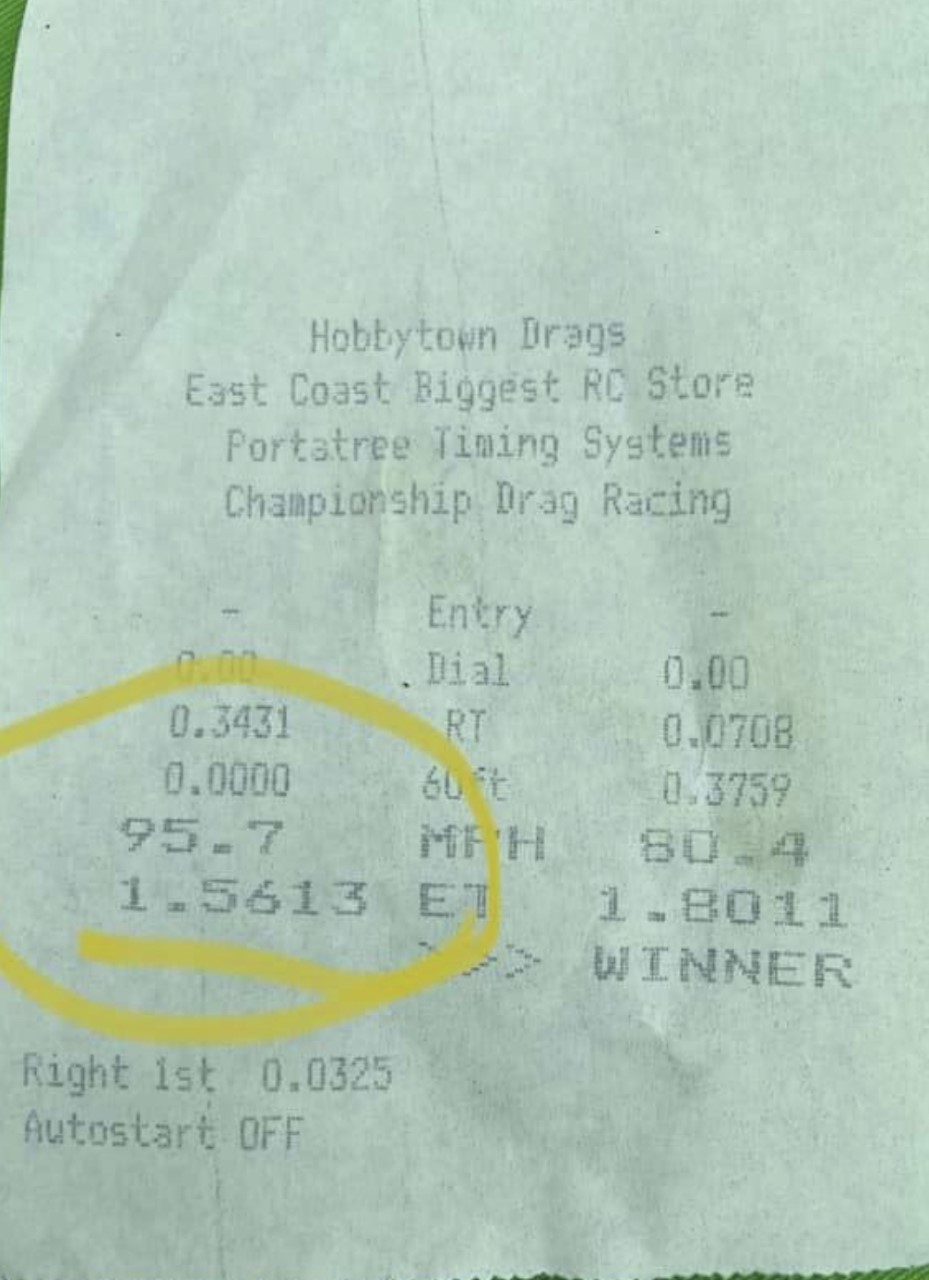 Hobbytown Drags
East Coast Biggest RC Store
Portatree Timing Systems
Championship Drag Racing
- Entry -
0.00 Dial 0.00
0.3431 RT 0.0708
0.0000 60ft 0.3759
95.7 MPH 80.4
1.5613 ET 1.8011
>>> WINNER
Right 1st 0.0325
Autostart OFF